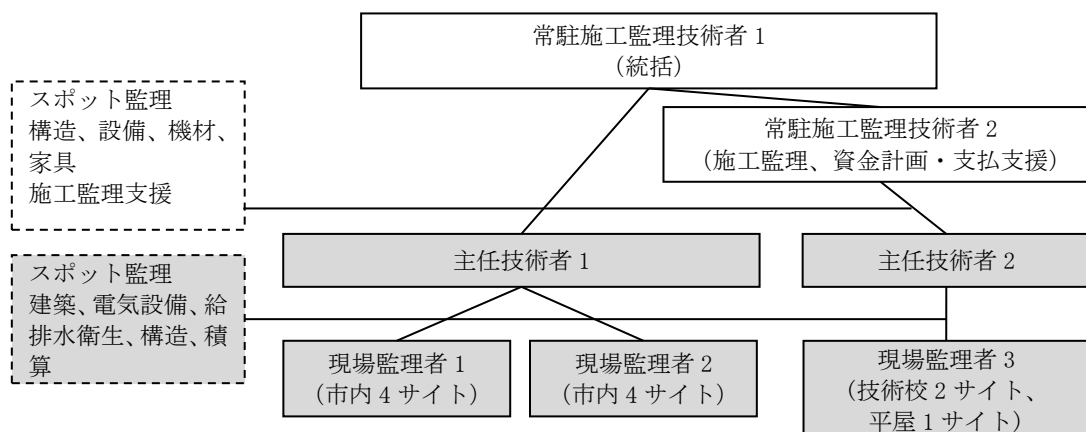 常駐施工監理技術者 1
(統括)
スポット監理
構造、設備、機材、
家具
施工監理支援
常駐施工監理技術者 2
(施工監理、資金計画・支払支援)
主任技術者 1
主任技術者 2
スポット監理
建築、電気設備、給
排水衛生、構造、積
算
現場監理者 1
(市内 4 サイト)
現場監理者 2
(市内 4 サイト)
現場監理者 3
(技術校 2 サイト、
平屋 1 サイト)